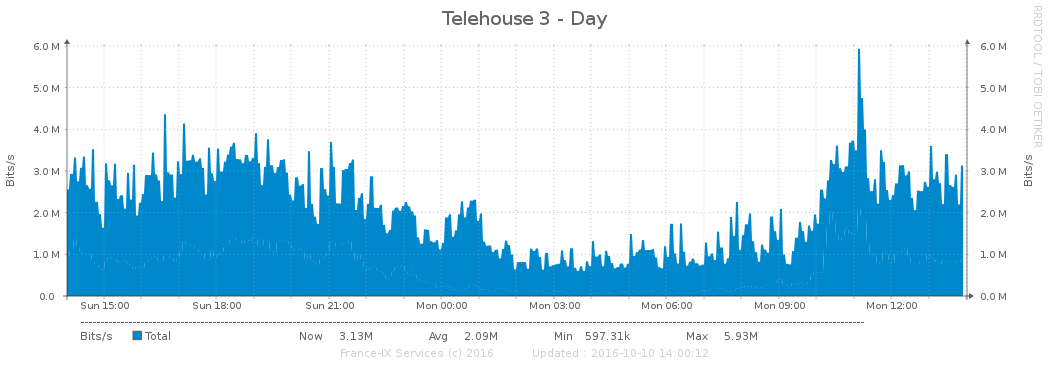 Telehouse 3 - Day
RRDTOOL / TOBI OETIKER
Bits/s
6.0 M
5.0 M
4.0 M
3.0 M
2.0 M
1.0 M
0.0
6.0 M
5.0 M
4.0 M
3.0 M
2.0 M
1.0 M
0.0 M
Bits/s
Sun 15:00 Sun 18:00 Sun 21:00 Mon 00:00 Mon 03:00 Mon 06:00 Mon 09:00 Mon 12:00
Bits/s Total Now 3.13M Avg 2.09M Min 597.31k Max 5.93M
France-IX Services (c) 2016 Updated : 2016-10-10 14:00:12